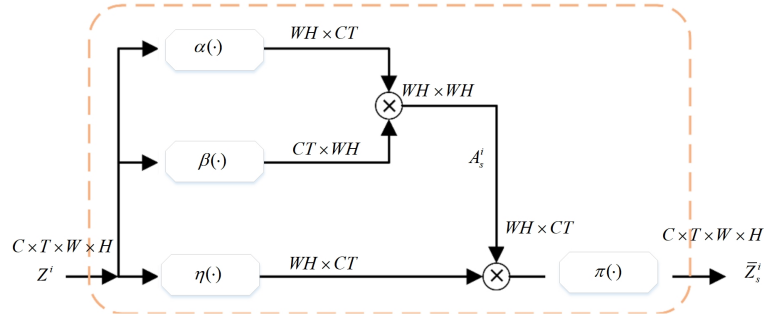 α(·)
WH×CT
WH×WH
β(·)
CT×WH
A_s^i
C×T×W×H
Z^i
η(·)
WH×CT
WH×CT
π(·)
C×T×W×H
Z̄_s^i